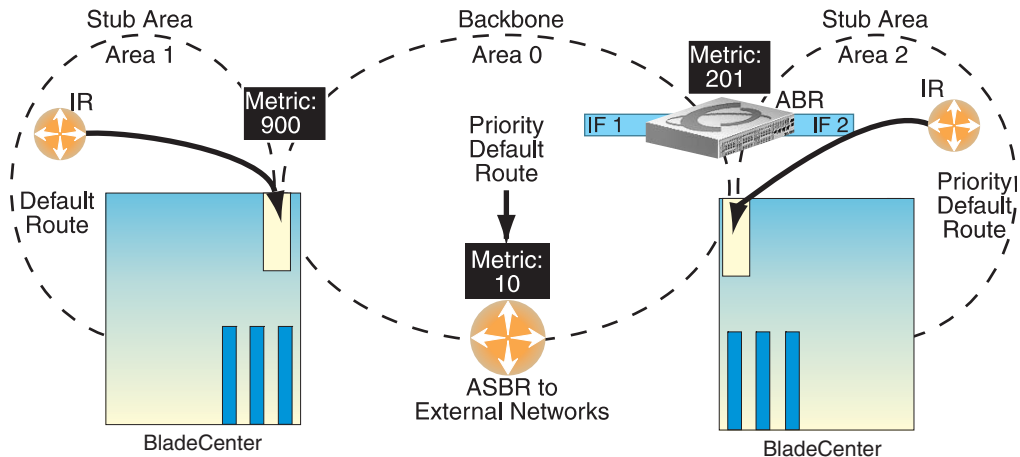 Stub Area
Area 1
Backbone
Area 0
Stub Area
Area 2
IR
Metric:
900
Metric:
201
ABR
IR
IF 1
IF 2
Priority
Default
Route
Default
Route
Priority
Default
Route
Metric:
10
ASBR to
External Networks
BladeCenter
BladeCenter